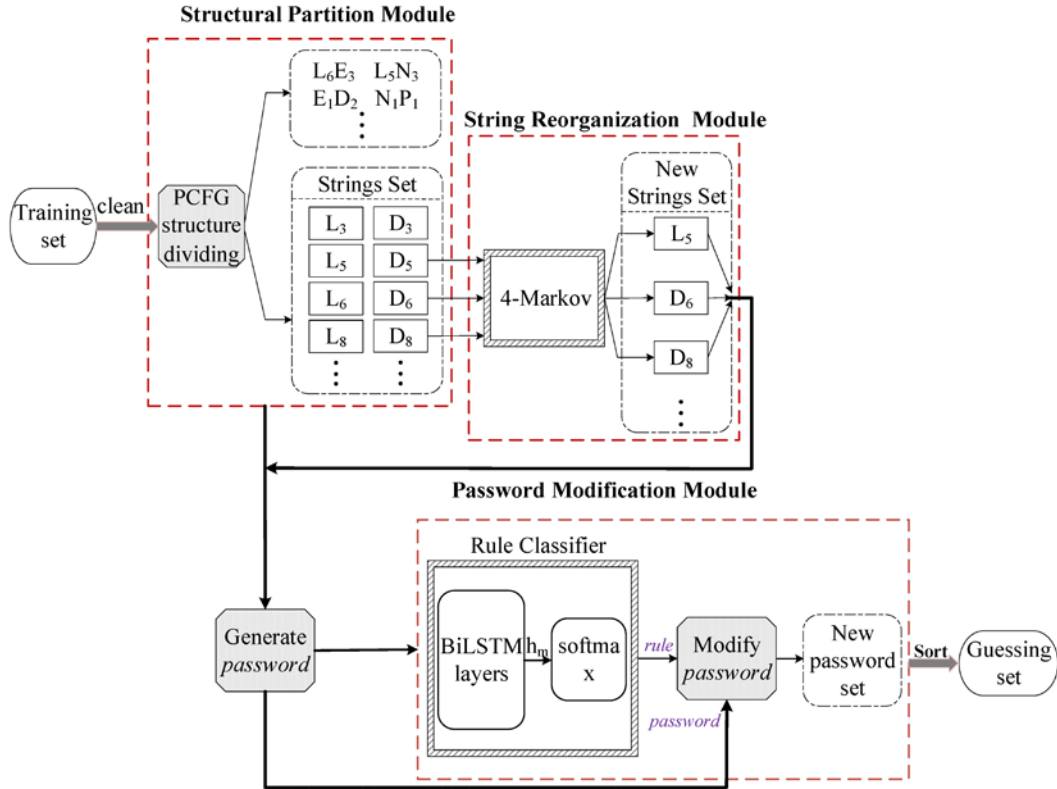 Structural Partition Module
L₆E₃ L₅N₃
E₁D₂ N₁P₁
String Reorganization Module
Training
set
clean
PCFG
structure
dividing
Strings Set
L₃ D₃
L₅ D₅
L₆ D₆
L₈ D₈
4-Markov
New
Strings Set
L₅
D₆
D₈
Password Modification Module
Rule Classifier
Generate
password
BiLSTM
layers
hₘ
softma
x
rule
password
Modify
password
New
password
set
Sort
Guessing
set